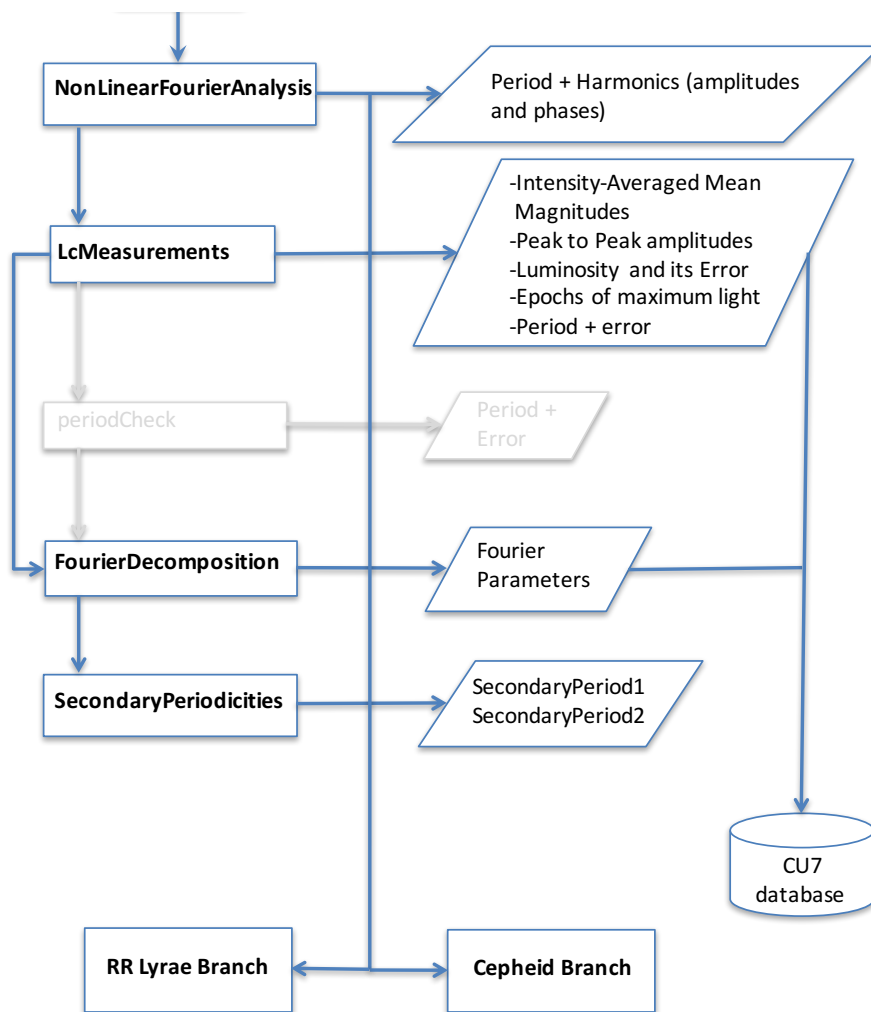 NonLinearFourierAnalysis
Period + Harmonics (amplitudes
and phases)
-Intensity-Averaged Mean
Magnitudes
-Peak to Peak amplitudes
-Luminosity and its Error
-Epochs of maximum light
-Period + error
LcMeasurements
periodCheck
Period +
Error
FourierDecomposition
Fourier
Parameters
SecondaryPeriodicities
SecondaryPeriod1
SecondaryPeriod2
CU7
database
RR Lyrae Branch
Cepheid Branch